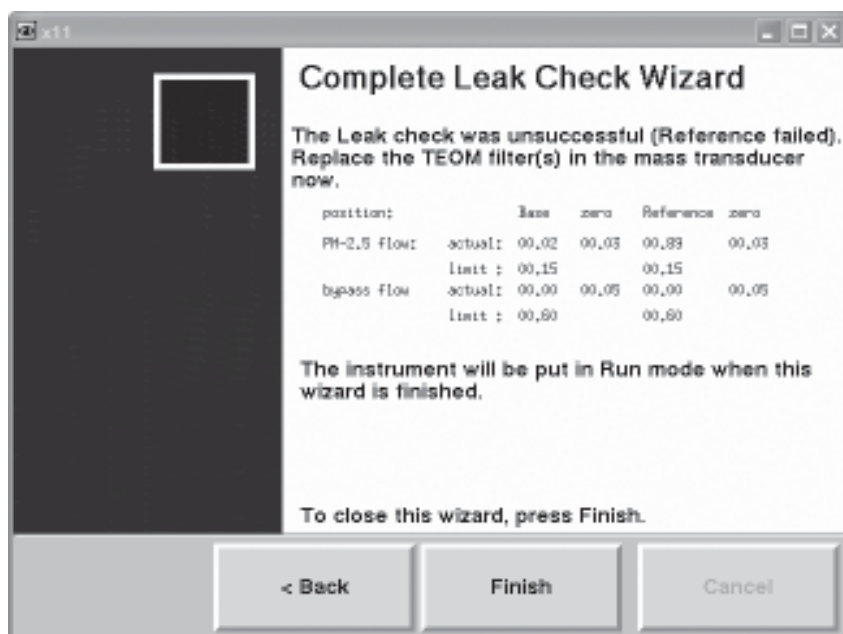 x11
Complete Leak Check Wizard
The Leak check was unsuccessful (Reference failed).
Replace the TEOM filter(s) in the mass transducer
now.
position: Base zero Reference zero
PM-2.5 flow: actual: 00.02 00.03 00.89 00.03
limit : 00.15 00.15
bypass flow actual: 00.00 00.05 00.00 00.05
limit : 00.60 00.60
The instrument will be put in Run mode when this
wizard is finished.
To close this wizard, press Finish.
< Back Finish Cancel